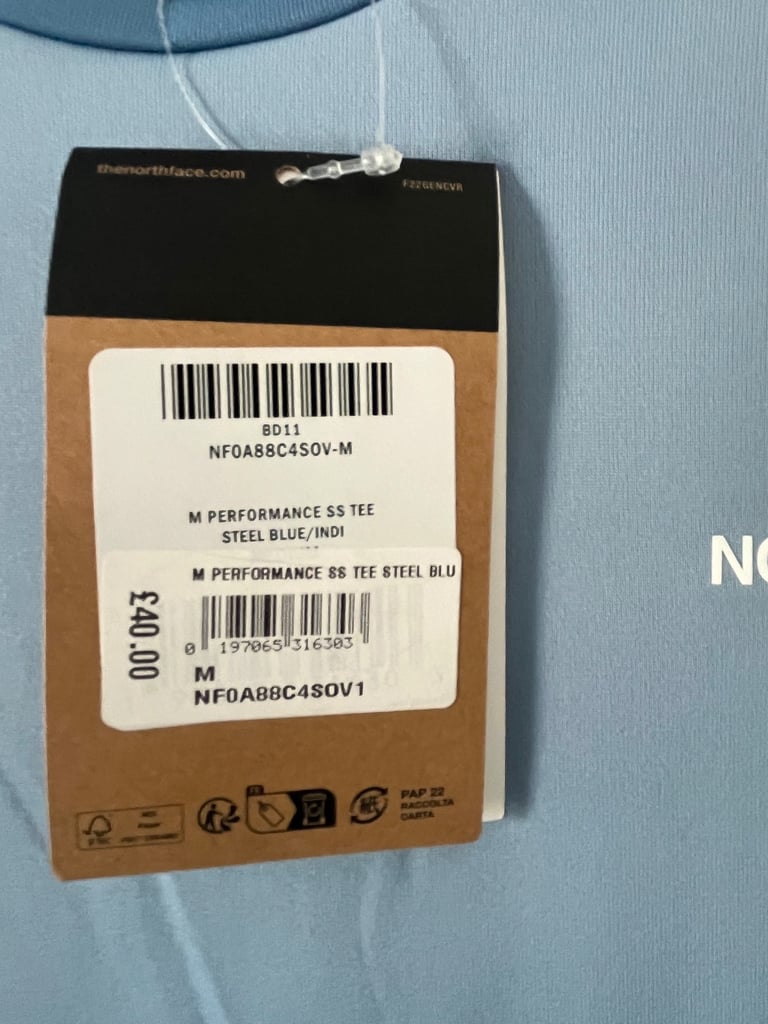 thenorthface.com
F22GENCVR
BD11
NF0A88C4SOV-M
M PERFORMANCE SS TEE
STEEL BLUE/INDI
M PERFORMANCE SS TEE STEEL BLU
£40.00
0 197065 316303
M
NF0A88C4SOV1
FR
PAP 22
RACCOLTA
CARTA
NO